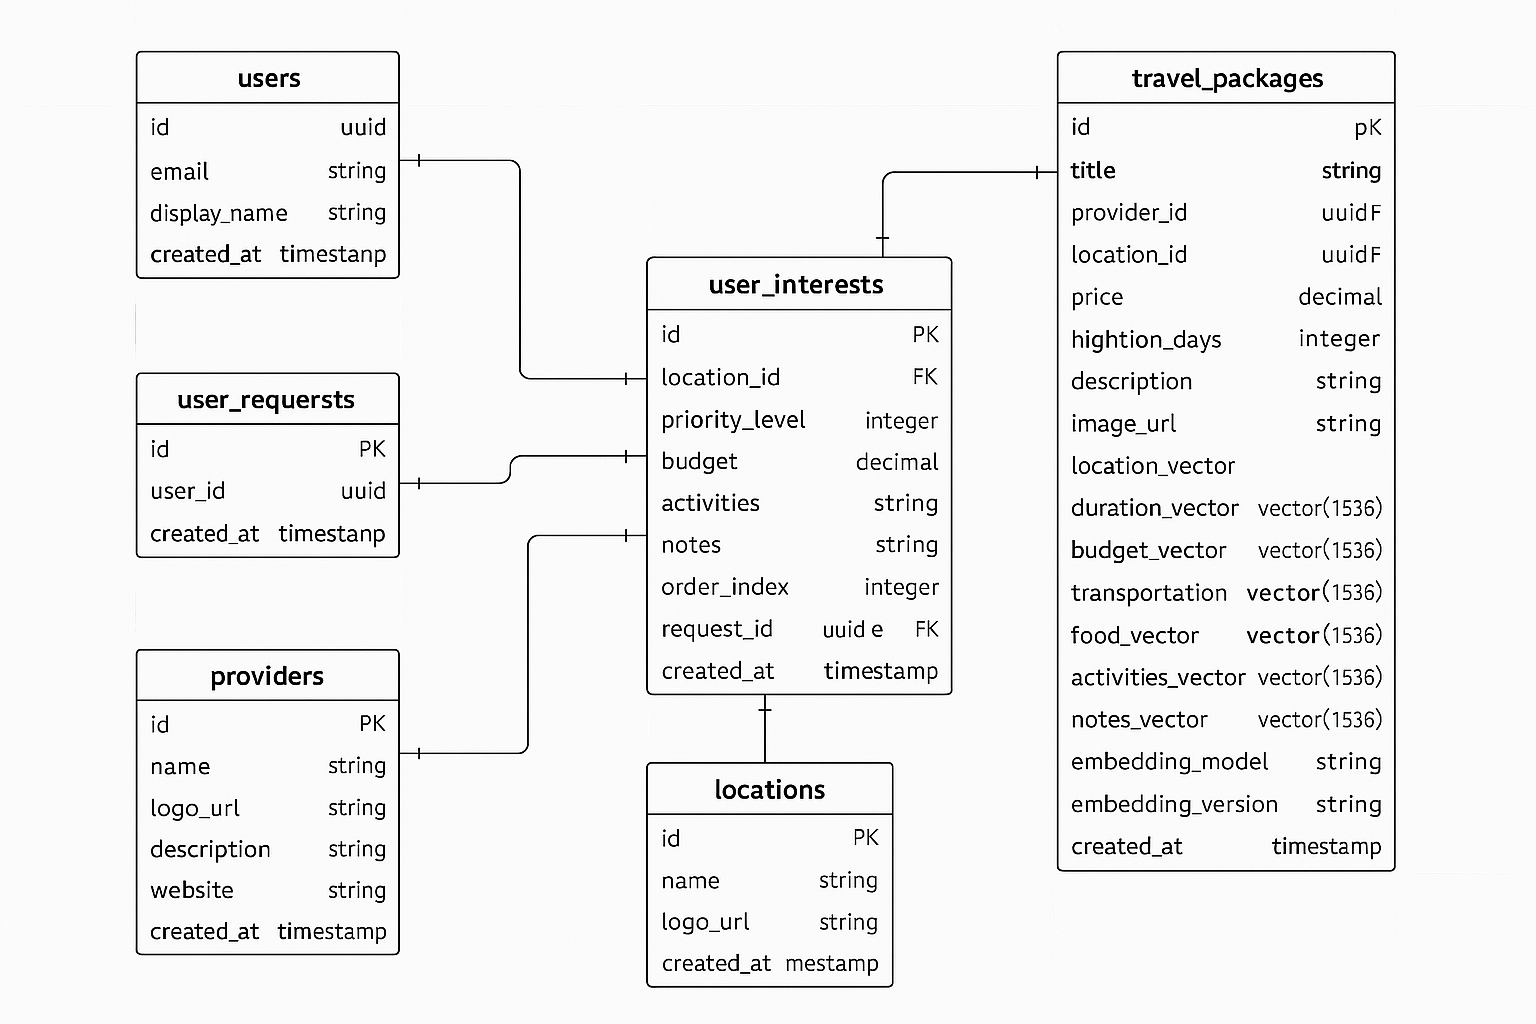 users
id uuid
email string
display_name string
created_at timestanp
user_requersts
id PK
user_id uuid
created_at timestanp
providers
id PK
name string
logo_url string
description string
website string
created_at timestamp
user_interests
id PK
location_id FK
priority_level integer
budget decimal
activities string
notes string
order_index integer
request_id uuid e FK
created_at timestamp
locations
id PK
name string
logo_url string
created_at mestamp
travel_packages
id pK
title string
provider_id uuidF
location_id uuidF
price decimal
hightion_days integer
description string
image_url string
location_vector
duration_vector vector(1536)
budget_vector vector(1536)
transportation vector(1536)
food_vector vector(1536)
activities_vector vector(1536)
notes_vector vector(1536)
embedding_model string
embedding_version string
created_at timestamp